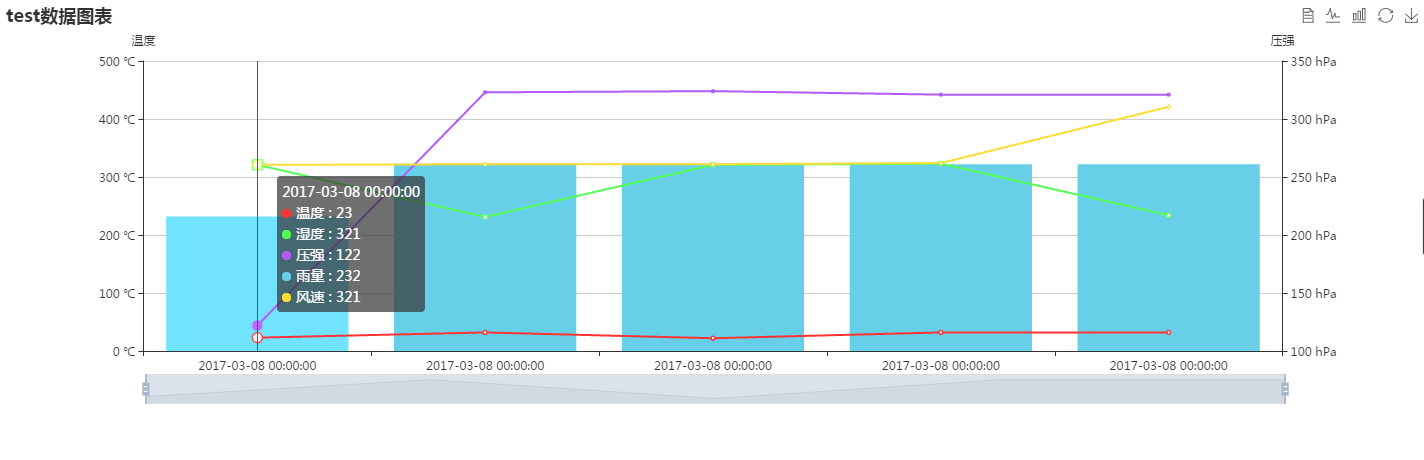 test数据图表
温度
压强
500 ℃
350 hPa
400 ℃
300 hPa
300 ℃
250 hPa
200 ℃
200 hPa
100 ℃
150 hPa
0 ℃
100 hPa
2017-03-08 00:00:00
温度 : 23
湿度 : 321
压强 : 122
雨量 : 232
风速 : 321
2017-03-08 00:00:00
2017-03-08 00:00:00
2017-03-08 00:00:00
2017-03-08 00:00:00
2017-03-08 00:00:00